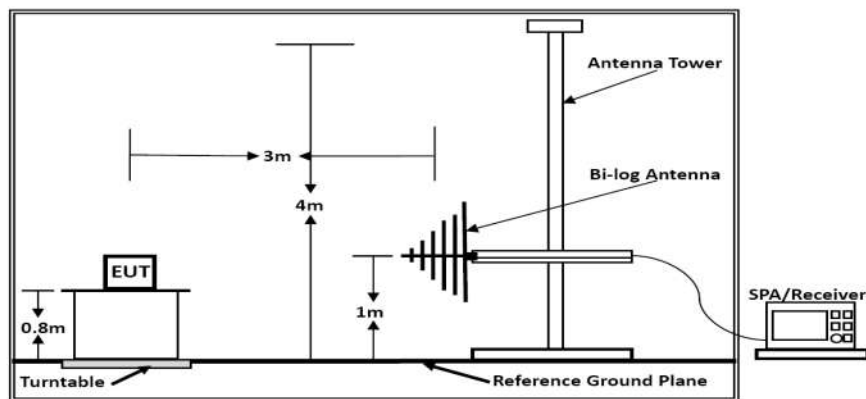 Antenna Tower
3m
Bi-log Antenna
4m
EUT
SPA/Receiver
0.8m
1m
Turntable
Reference Ground Plane